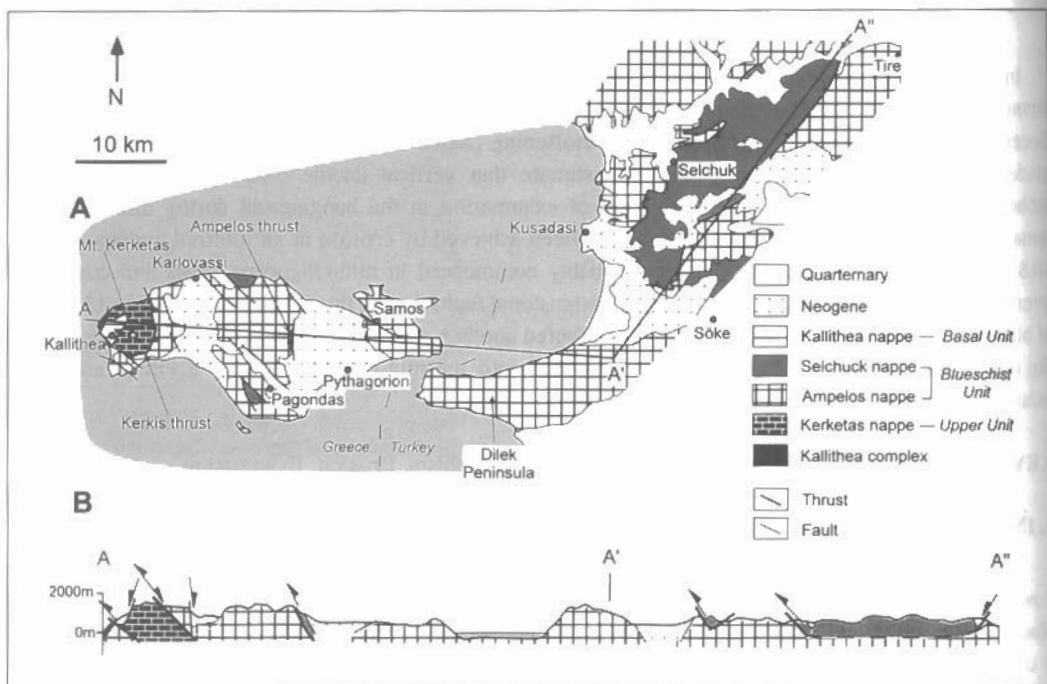 N
10 km
A
Ampelos thrust
Mt. Kerketas
Karlovassi
A
Kallithea
Samos
Pythagorion
Pagondas
Kerkis thrust
Greece
Turkey
Dilek
Peninsula
Kusadasi
Selchuk
A"
Tire
Söke
A'
Quarternary
Neogene
Kallithea nappe — Basal Unit
Selchuck nappe
Ampelos nappe
Blueschist
Unit
Kerketas nappe — Upper Unit
Kallithea complex
Thrust
Fault
B
A
A'
A"
2000m
0m